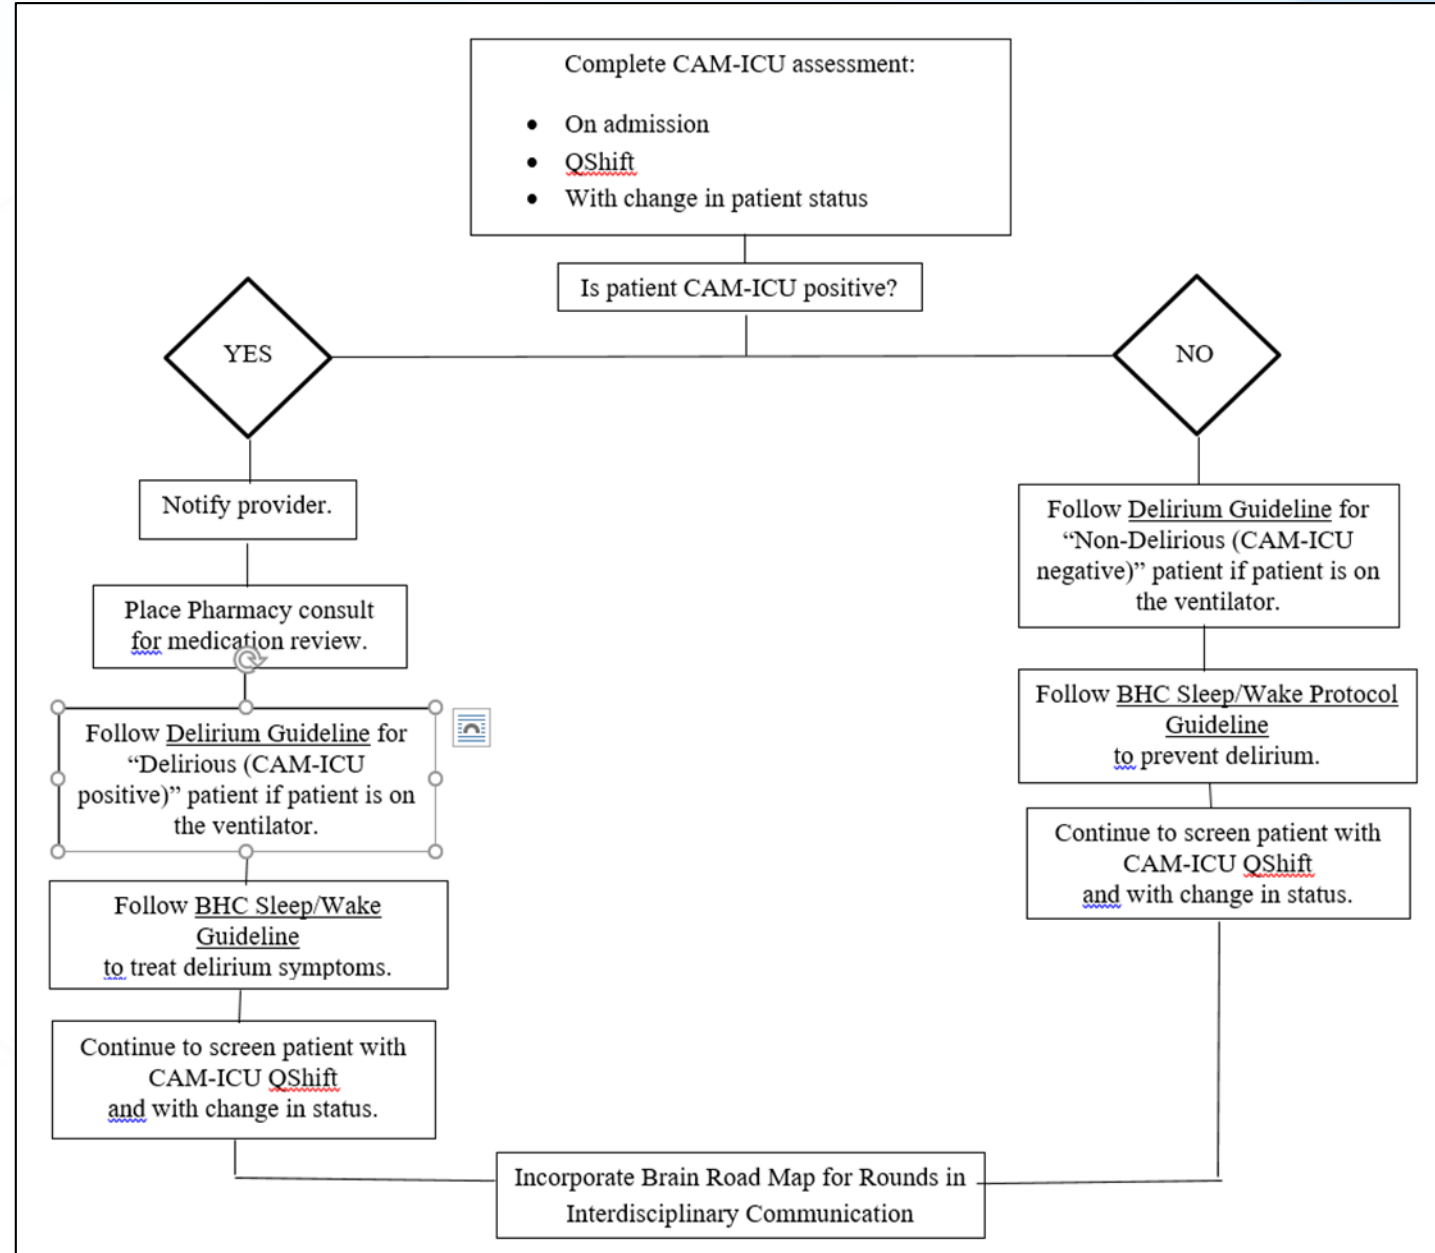 Complete CAM-ICU assessment:
• On admission
• QShift
• With change in patient status
Is patient CAM-ICU positive?
YES
NO
Notify provider.
Place Pharmacy consult
for medication review.
Follow Delirium Guideline for
“Delirious (CAM-ICU
positive)” patient if patient is on
the ventilator.
Follow BHC Sleep/Wake
Guideline
to treat delirium symptoms.
Continue to screen patient with
CAM-ICU QShift
and with change in status.
Follow Delirium Guideline for
“Non-Delirious (CAM-ICU
negative)” patient if patient is on
the ventilator.
Follow BHC Sleep/Wake Protocol
Guideline
to prevent delirium.
Continue to screen patient with
CAM-ICU QShift
and with change in status.
Incorporate Brain Road Map for Rounds in
Interdisciplinary Communication